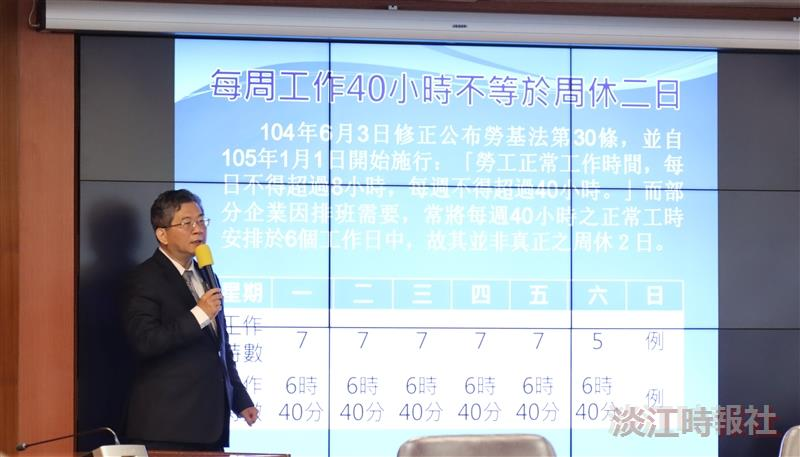 每周工作40小時不等於周休二日
104年6月3日修正公布勞基法第30條，並自
105年1月1日開始施行：「勞工正常工作時間，每
日不得超過8小時，每週不得超過40小時。」而部
分企業因排班需要，常將每週40小時之正常工時
安排於6個工作日中，故其並非真正之周休2日。
星期 一 二 三 四 五 六 日
工作
時數 7 7 7 7 7 5 例
作 6時 6時 6時 6時 6時 6時 例
數 40分 40分 40分 40分 40分 40分
淡江時報社